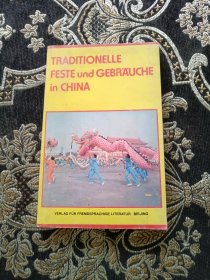 TRADITIONELLE
FESTE und GEBRÄUCHE
in CHINA
VERLAG FÜR FREMDSPRACHIGE LITERATUR BEIJING